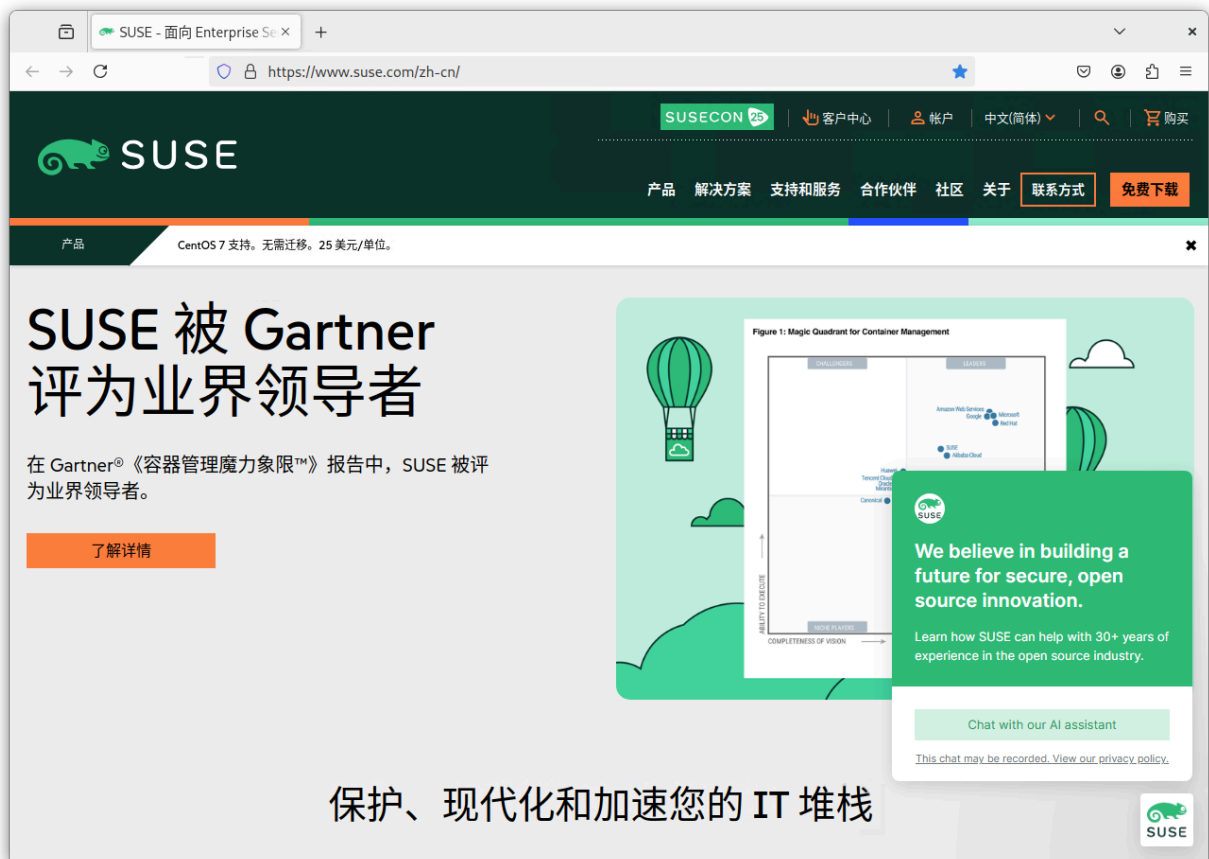 SUSE - 面向 Enterprise Se
https://www.suse.com/zh-cn/
SUSECON 25
客户中心
帐户
中文(简体)
购买
SUSE
产品
解决方案
支持和服务
合作伙伴
社区
关于
联系方式
免费下载
产品
CentOS 7 支持。无需迁移。25 美元/单位。
SUSE 被 Gartner
评为业界领导者
在 Gartner®《容器管理魔力象限™》报告中，SUSE 被评
为业界领导者。
了解详情
Figure 1: Magic Quadrant for Container Management
CHALLENGERS
LEADERS
Amazon Web Services
Google
Microsoft
Red Hat
SUSE
Alibaba Cloud
Huawei
Tencent Cloud
Oracle
Canonical
ABILITY TO EXECUTE
NICHE PLAYERS
COMPLETENESS OF VISION
SUSE
We believe in building a
future for secure, open
source innovation.
Learn how SUSE can help with 30+ years of
experience in the open source industry.
Chat with our AI assistant
This chat may be recorded. View our privacy policy.
保护、现代化和加速您的 IT 堆栈
SUSE